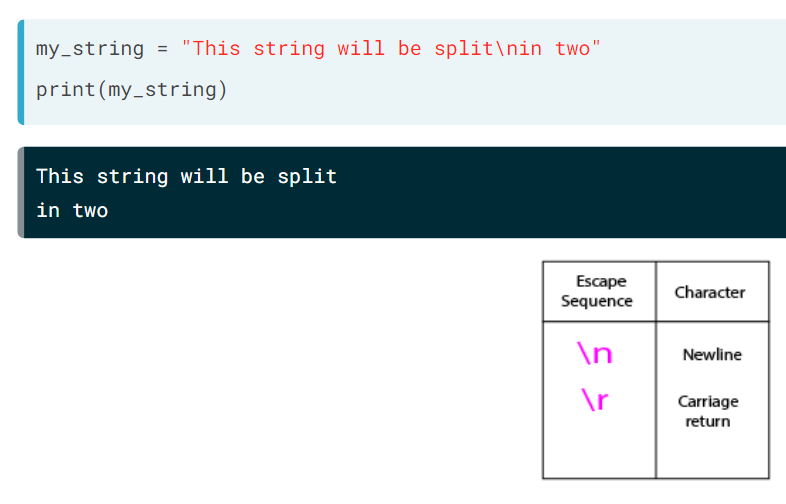 my_string = "This string will be split\nin two"
print(my_string)
This string will be split
in two
Escape
Sequence
Character
\n
Newline
\r
Carriage
return